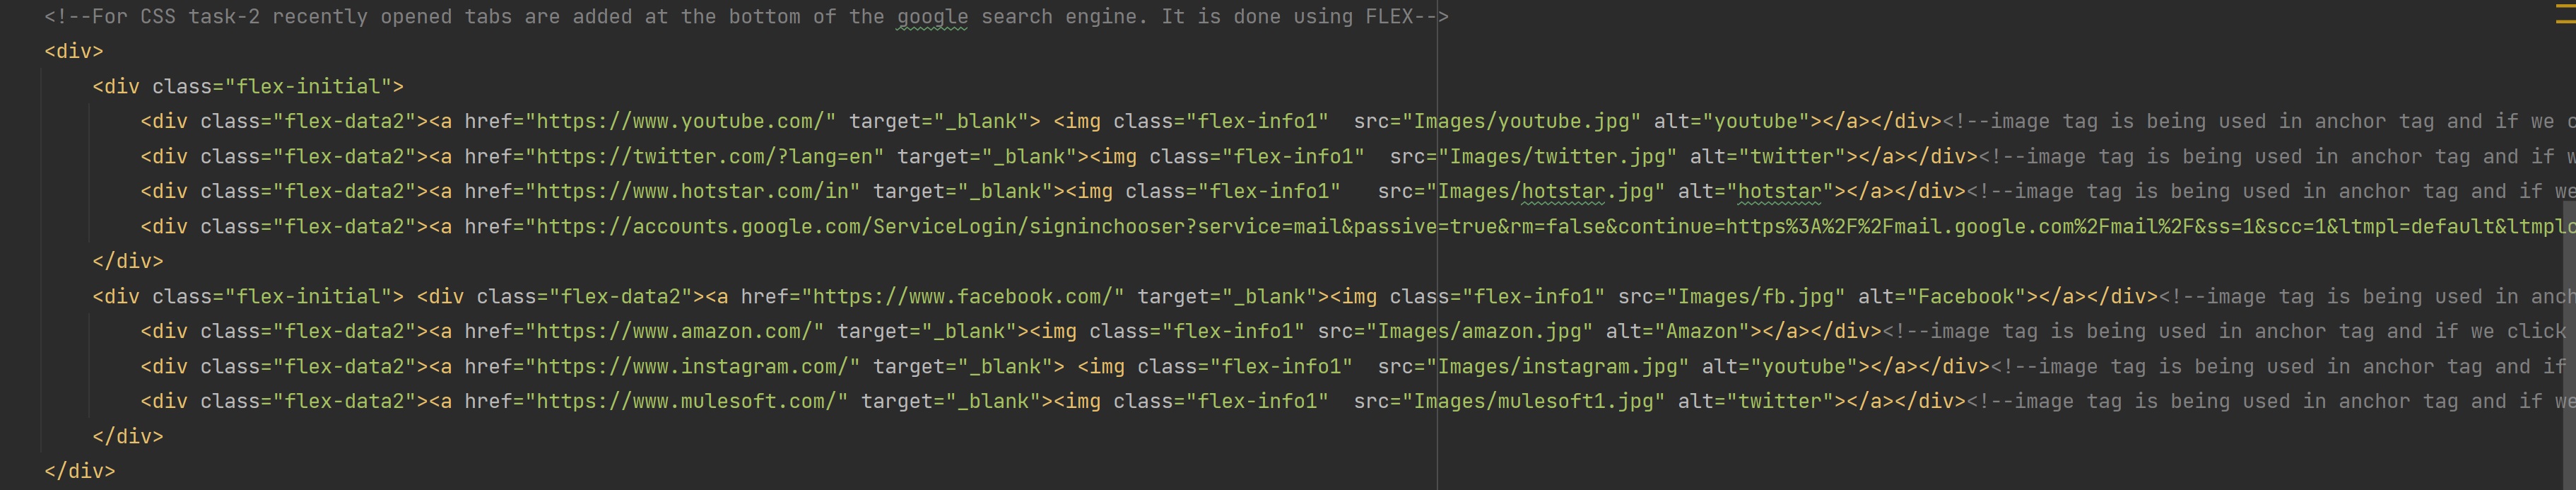 <!--For CSS task-2 recently opened tabs are added at the bottom of the google search engine. It is done using FLEX-->
<div>
<div class="flex-initial">
<div class="flex-data2"><a href="https://www.youtube.com/" target="_blank"> <img class="flex-info1"  src="Images/youtube.jpg" alt="youtube"></a></div><!--image tag is being used in anchor tag and if we
<div class="flex-data2"><a href="https://twitter.com/?lang=en" target="_blank"><img class="flex-info1"  src="Images/twitter.jpg" alt="twitter"></a></div><!--image tag is being used in anchor tag and if
<div class="flex-data2"><a href="https://www.hotstar.com/in" target="_blank"><img class="flex-info1"   src="Images/hotstar.jpg" alt="hotstar"></a></div><!--image tag is being used in anchor tag and if we
<div class="flex-data2"><a href="https://accounts.google.com/ServiceLogin/signinchooser?service=mail&passive=true&rm=false&continue=https%3A%2F%2Fmail.google.com%2Fmail%2F&ss=1&scc=1&ltmpl=default&ltmplc
</div>
<div class="flex-initial"> <div class="flex-data2"><a href="https://www.facebook.com/" target="_blank"><img class="flex-info1" src="Images/fb.jpg" alt="Facebook"></a></div><!--image tag is being used in anch
<div class="flex-data2"><a href="https://www.amazon.com/" target="_blank"><img class="flex-info1" src="Images/amazon.jpg" alt="Amazon"></a></div><!--image tag is being used in anchor tag and if we click
<div class="flex-data2"><a href="https://www.instagram.com/" target="_blank"> <img class="flex-info1"  src="Images/instagram.jpg" alt="youtube"></a></div><!--image tag is being used in anchor tag and if
<div class="flex-data2"><a href="https://www.mulesoft.com/" target="_blank"><img class="flex-info1"  src="Images/mulesoft1.jpg" alt="twitter"></a></div><!--image tag is being used in anchor tag and if we
</div>
</div>